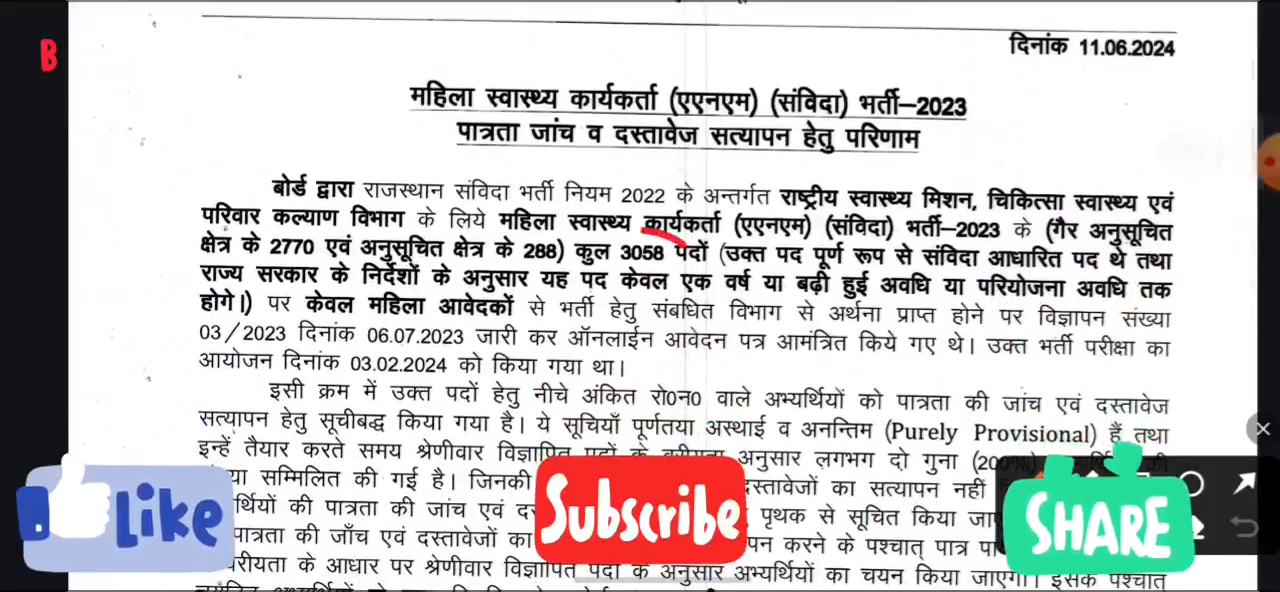 B
दिनांक 11.06.2024
महिला स्वास्थ्य कार्यकर्ता (एएनएम) (संविदा) भर्ती–2023
पात्रता जांच व दस्तावेज सत्यापन हेतु परिणाम
बोर्ड द्वारा राजस्थान संविदा भर्ती नियम 2022 के अन्तर्गत राष्ट्रीय स्वास्थ्य मिशन, चिकित्सा स्वास्थ्य एवं
परिवार कल्याण विभाग के लिये महिला स्वास्थ्य कार्यकर्ता (एएनएम) (संविदा) भर्ती–2023 के (गैर अनुसूचित
क्षेत्र के 2770 एवं अनुसूचित क्षेत्र के 288) कुल 3058 पदों (उक्त पद पूर्ण रूप से संविदा आधारित पद थे तथा
राज्य सरकार के निर्देशों के अनुसार यह पद केवल एक वर्ष या बढ़ी हुई अवधि या परियोजना अवधि तक
होगे।) पर केवल महिला आवेदकों से भर्ती हेतु संबधित विभाग से अर्थना प्राप्त होने पर विज्ञापन संख्या
03/2023 दिनांक 06.07.2023 जारी कर ऑनलाईन आवेदन पत्र आमंत्रित किये गए थे। उक्त भर्ती परीक्षा का
आयोजन दिनांक 03.02.2024 को किया गया था।
इसी क्रम में उक्त पदों हेतु नीचे अंकित रो0न0 वाले अभ्यर्थियों को पात्रता की जांच एवं दस्तावेज
सत्यापन हेतु सूचीबद्ध किया गया है। ये सूचियाँ पूर्णतया अस्थाई व अनन्तिम (Purely Provisional) हैं तथा
इन्हें तैयार करते समय श्रेणीवार विज्ञापित पदों के वरीयता अनुसार लगभग दो गुना (200%)
सम्मिलित की गई है। जिनकी दस्तावेजों का सत्यापन नहीं
की पात्रता की जांच एवं पृथक से सूचित किया
पात्रता की जाँच एवं दस्तावेजों का करने के पश्चात् पात्र
के आधार पर श्रेणीवार विज्ञापित पदों के अनुसार अभ्यर्थियों का चयन किया जाएगा। इसके पश्चात्
Like
Subscribe
SHARE